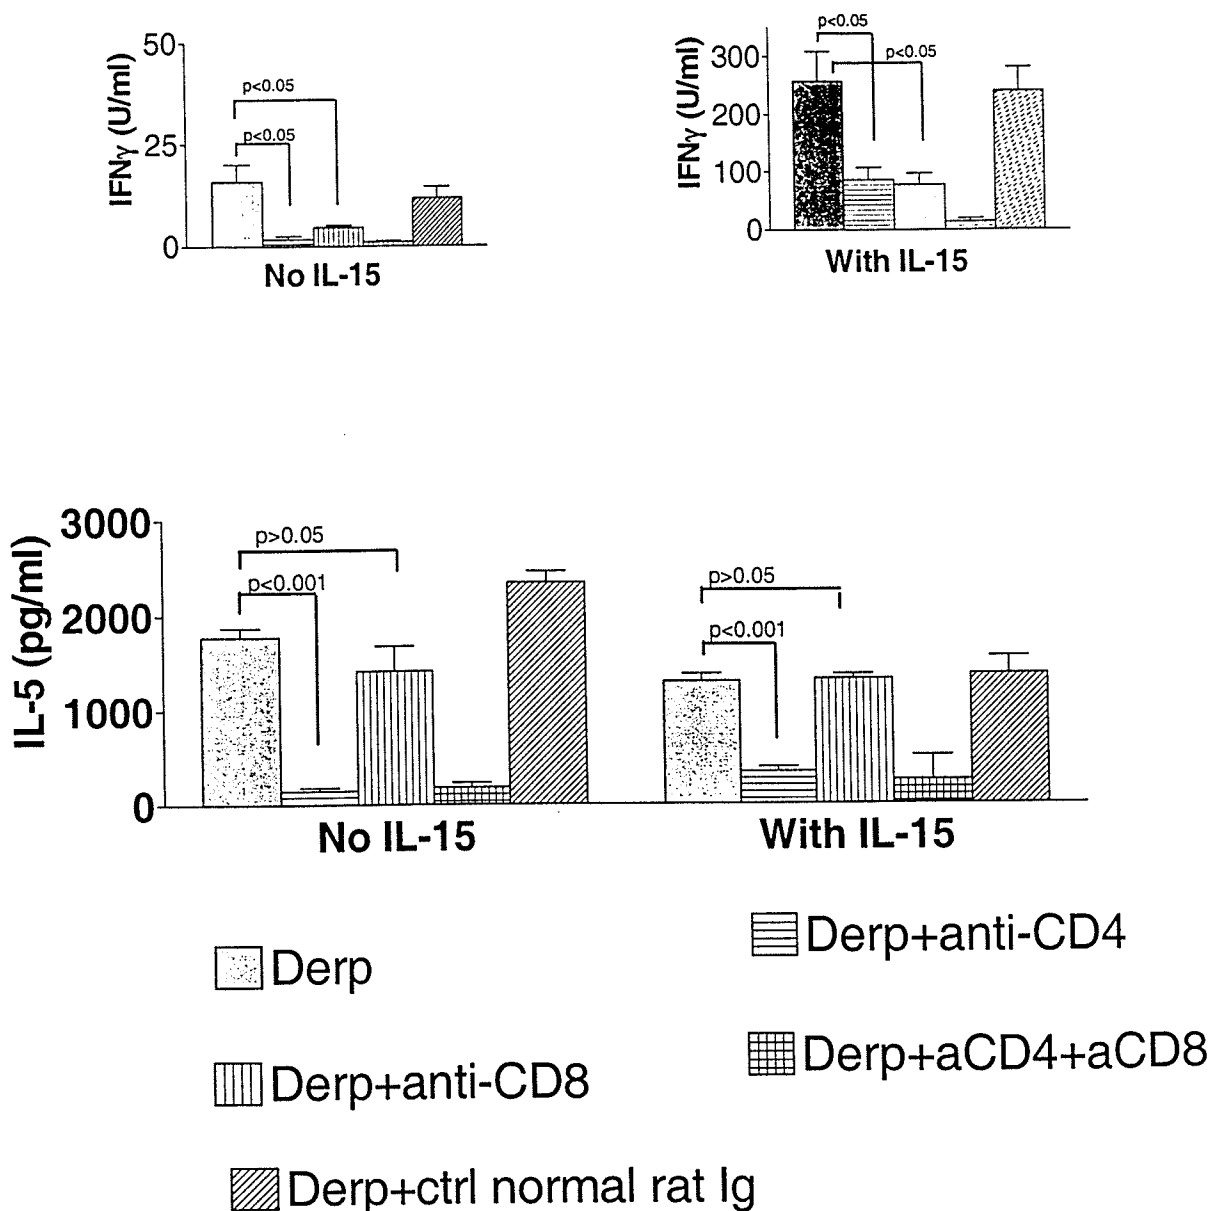 IFNγ (U/ml)
50
25
0
p<0.05
p<0.05
No IL-15
IFNγ (U/ml)
300
200
100
0
p<0.05
p<0.05
With IL-15
IL-5 (pg/ml)
3000
2000
1000
0
p>0.05
p<0.001
p>0.05
p<0.001
No IL-15
With IL-15
Derp
Derp+anti-CD4
Derp+anti-CD8
Derp+aCD4+aCD8
Derp+ctrl normal rat Ig